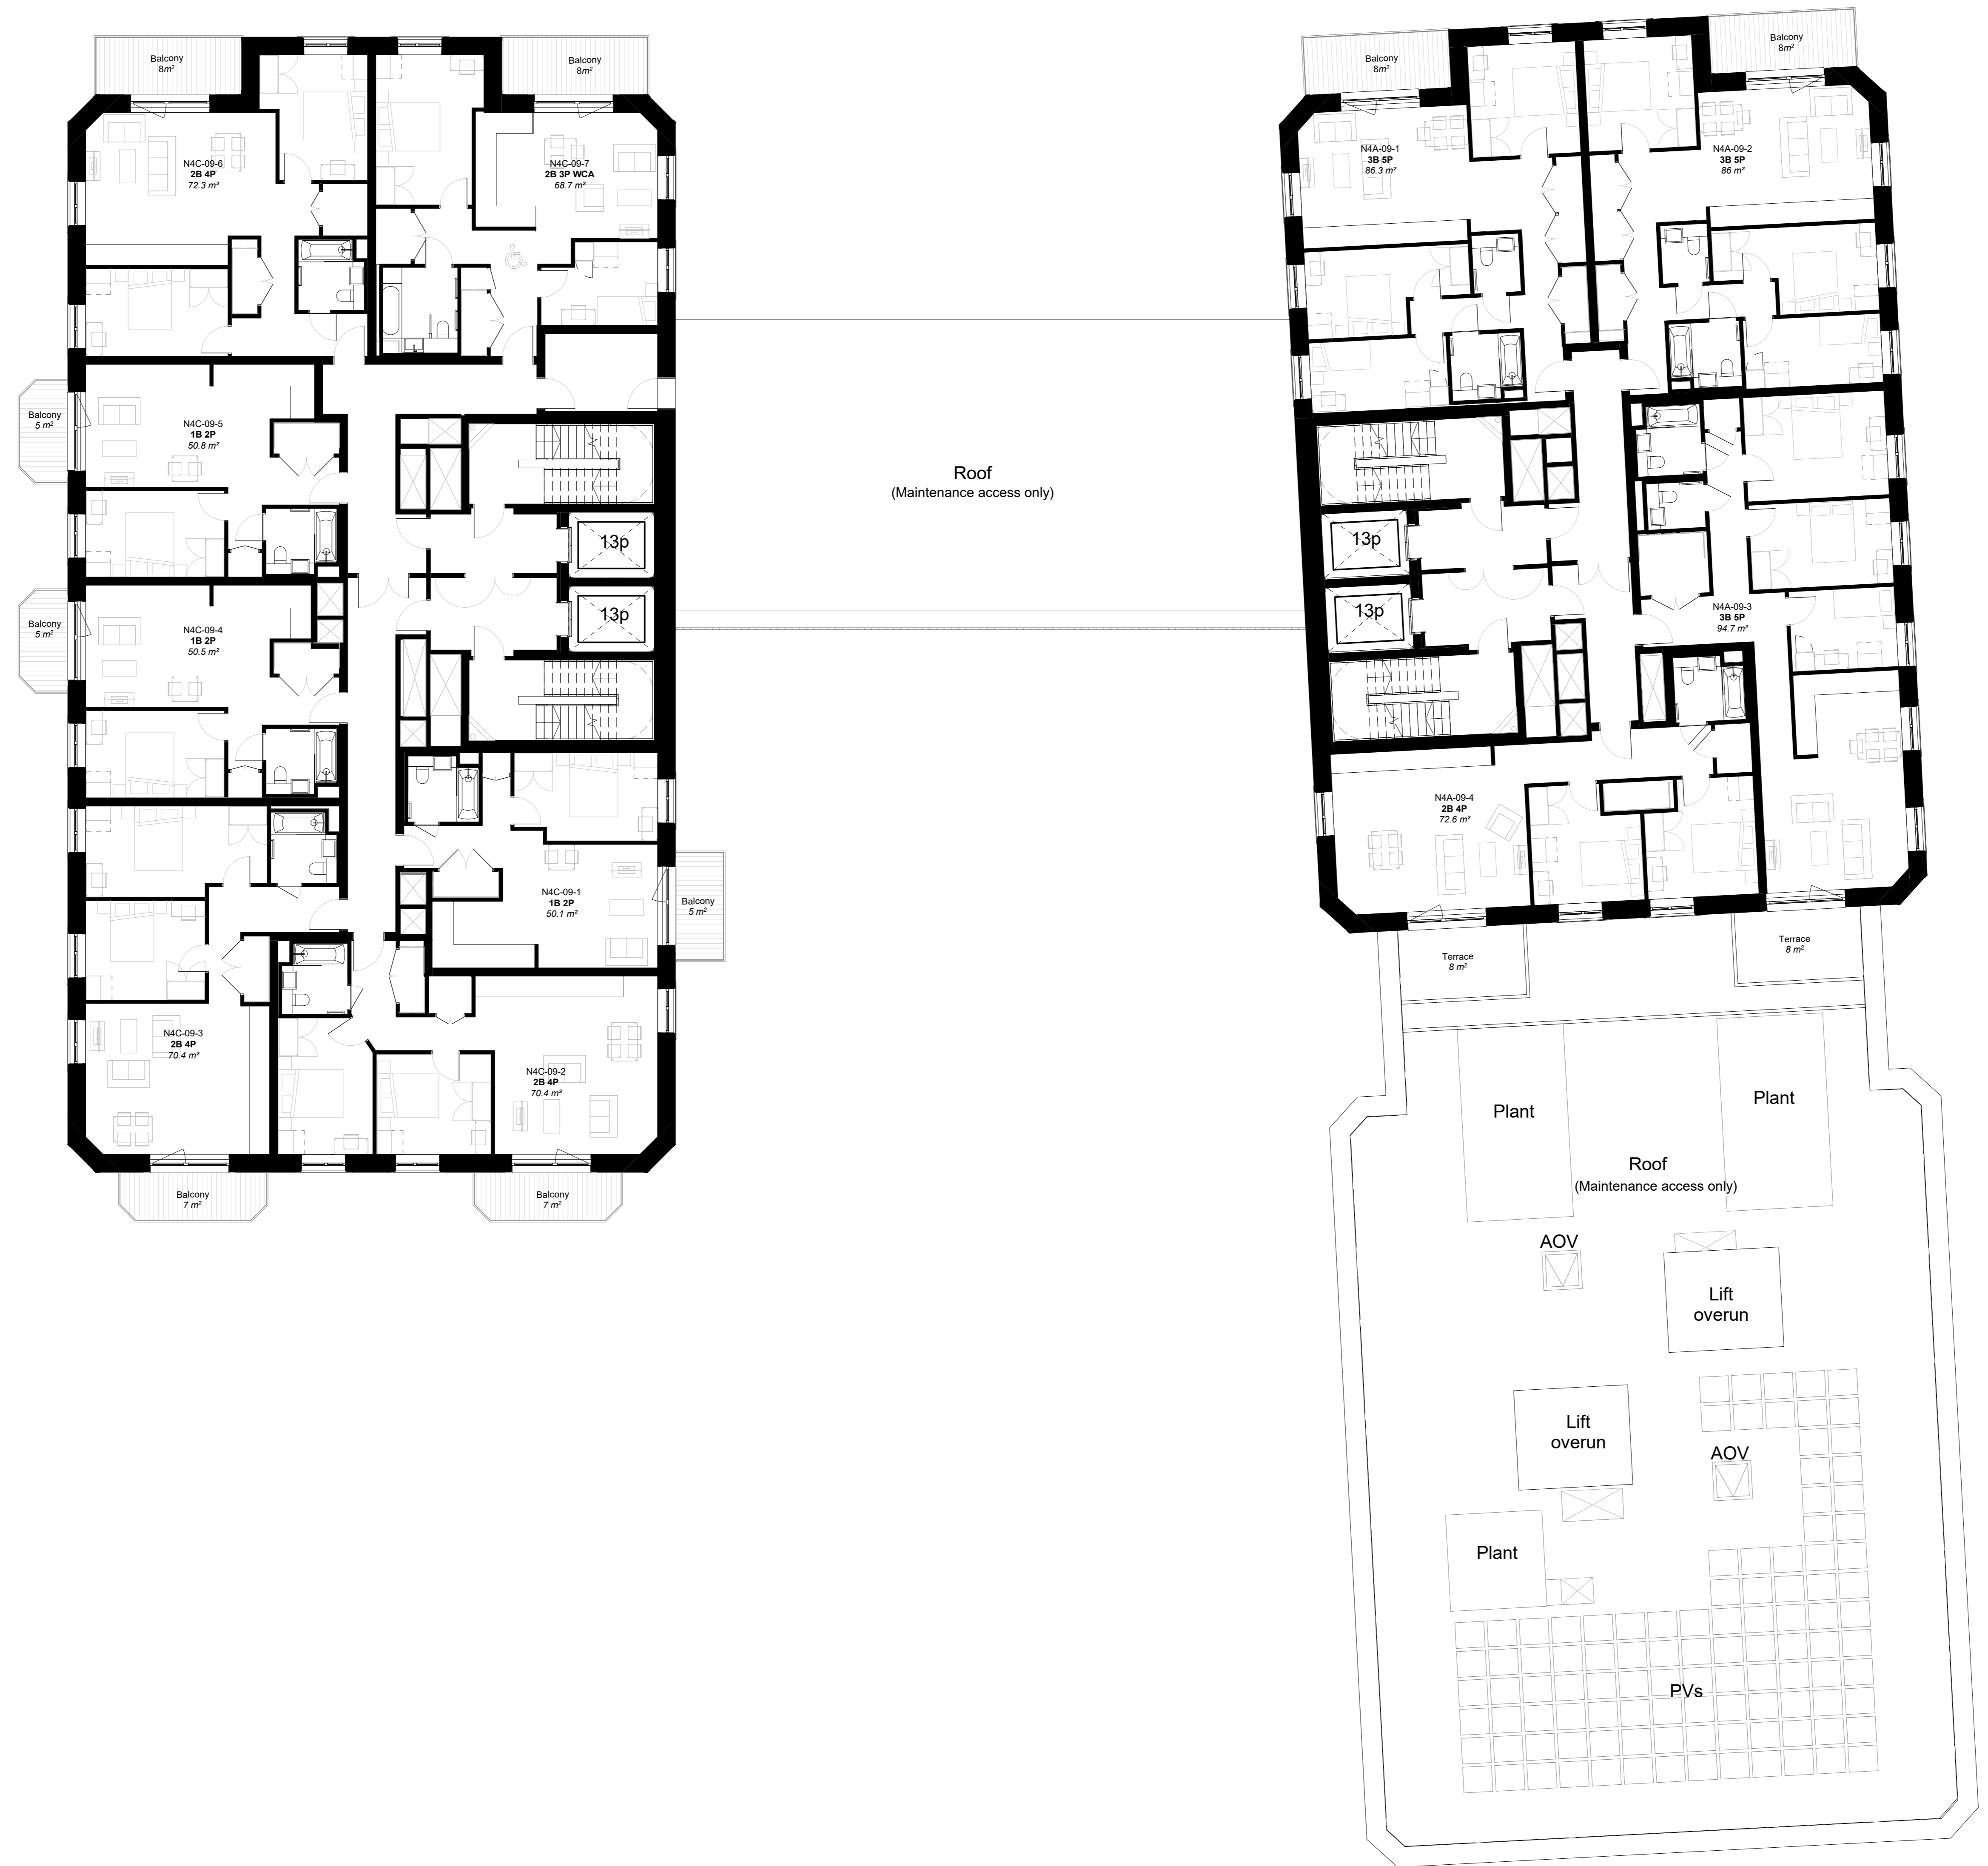 Balcony
8m²
Balcony
8m²
N4C-09-6
2B 4P
72.3 m²
N4C-09-7
2B 3P WCA
68.7 m²
Balcony
5 m²
N4C-09-5
1B 2P
50.8 m²
13p
13p
Balcony
5 m²
N4C-09-4
1B 2P
50.5 m²
N4C-09-1
1B 2P
50.1 m²
Balcony
5 m²
N4C-09-3
2B 4P
70.4 m²
N4C-09-2
2B 4P
70.4 m²
Balcony
7 m²
Balcony
7 m²
Roof
(Maintenance access only)
Balcony
8m²
Balcony
8m²
N4A-09-1
3B 5P
86.3 m²
N4A-09-2
3B 5P
86 m²
13p
13p
N4A-09-3
3B 5P
94.7 m²
N4A-09-4
2B 4P
72.6 m²
Terrace
8 m²
Terrace
8 m²
Plant
Plant
Roof
(Maintenance access only)
AOV
Lift
overun
Lift
overun
AOV
Plant
PVs